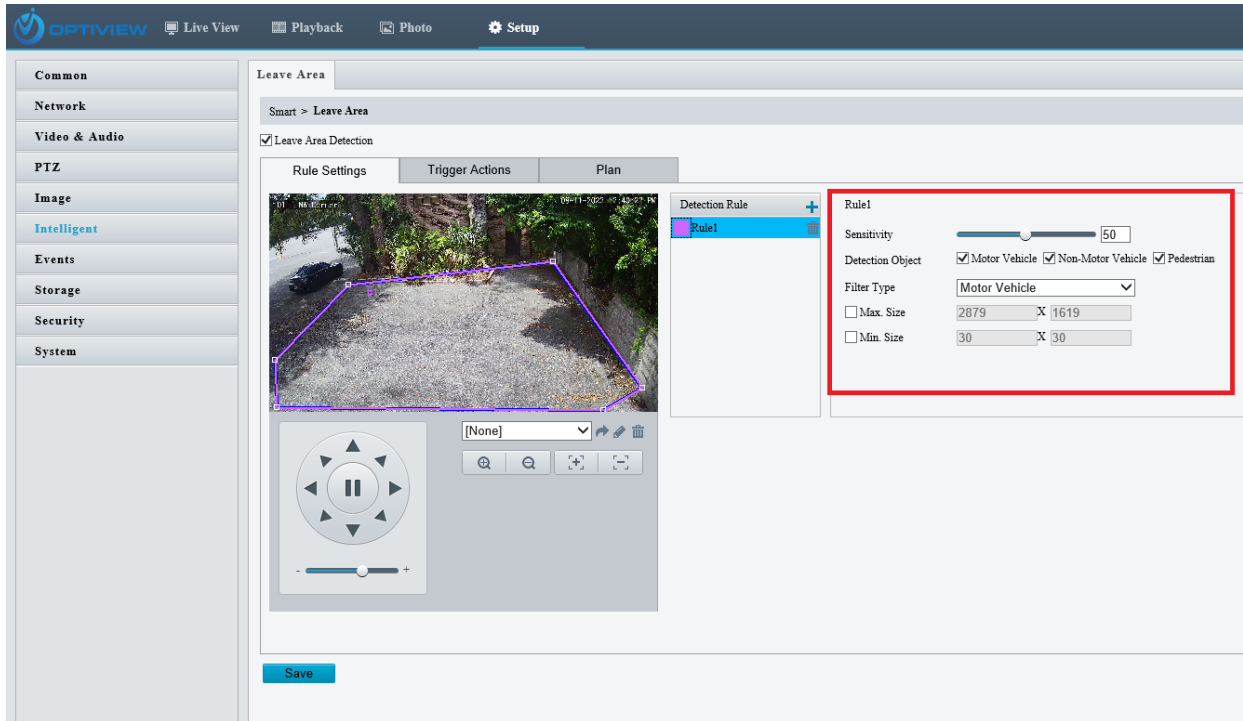 OPTIVIEW Live View Playback Photo Setup
Common
Network
Video & Audio
PTZ
Image
Intelligent
Events
Storage
Security
System
Leave Area
Smart > Leave Area
Leave Area Detection
Rule Settings Trigger Actions Plan
PM
[None]
- +
Detection Rule
Rule1
Rule1
Sensitivity 50
Detection Object Motor Vehicle Non-Motor Vehicle Pedestrian
Filter Type Motor Vehicle
Max. Size 2879 X 1619
Min. Size 30 X 30
Save